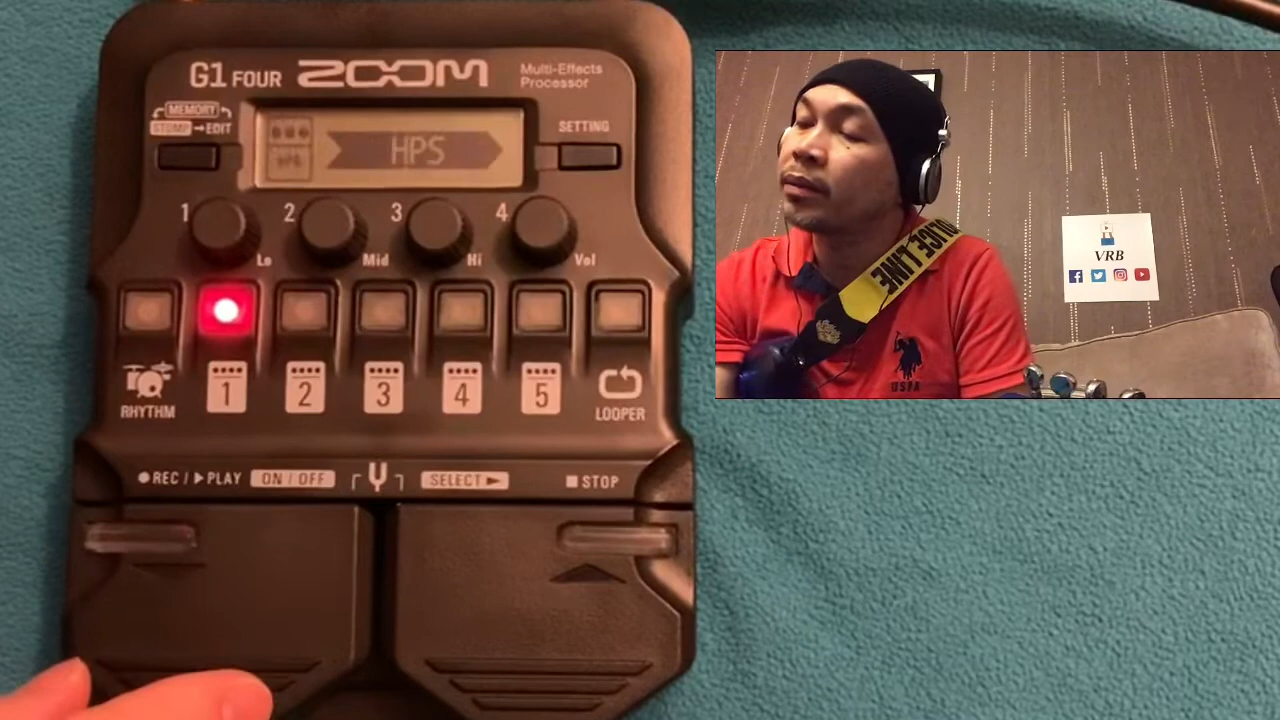 G1 FOUR ZOOM Multi-Effects Processor
MEMORY
STOMP → EDIT
SETTING
HPS
1 2 3 4
Lo Mid Hi Vol
1 2 3 4 5
RHYTHM LOOPER
●REC / ▶PLAY ON / OFF SELECT ▶ ■ STOP
POLICE LINE
USPA
VRB